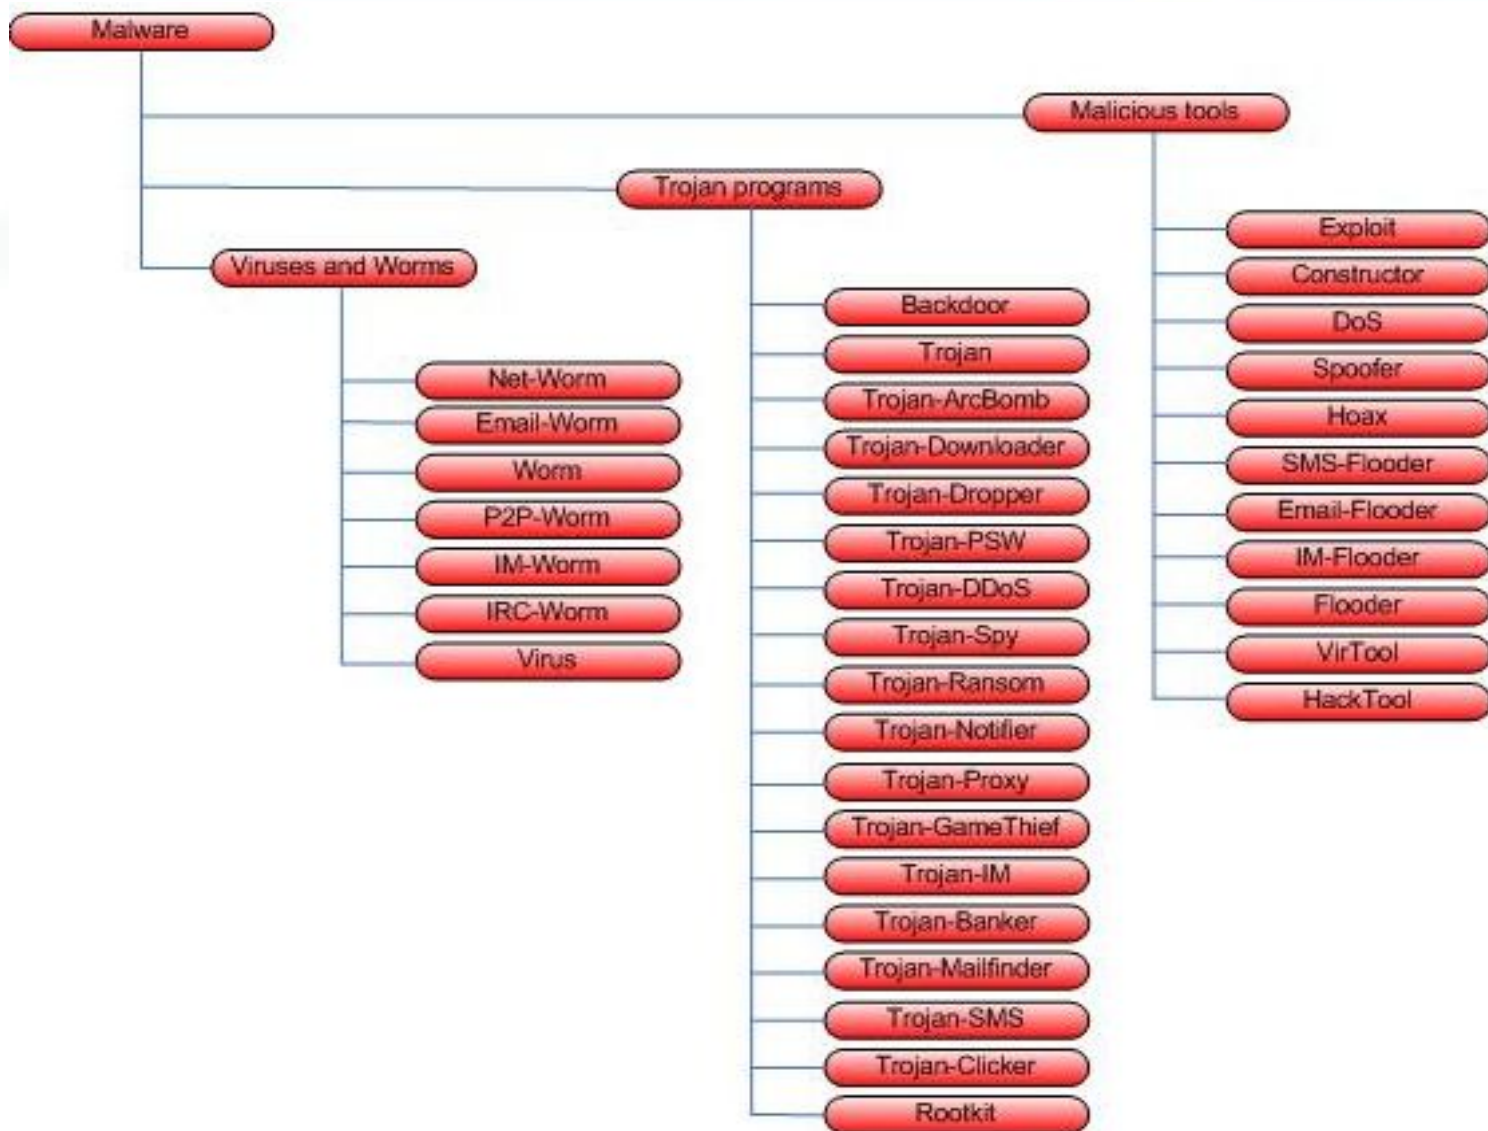 Malware
Malicious tools
Trojan programs
Viruses and Worms
Net-Worm
Email-Worm
Worm
P2P-Worm
IM-Worm
IRC-Worm
Virus
Backdoor
Trojan
Trojan-ArcBomb
Trojan-Downloader
Trojan-Dropper
Trojan-PSW
Trojan-DDoS
Trojan-Spy
Trojan-Ransom
Trojan-Notifier
Trojan-Proxy
Trojan-GameThief
Trojan-IM
Trojan-Banker
Trojan-Mailfinder
Trojan-SMS
Trojan-Clicker
Rootkit
Exploit
Constructor
DoS
Spoofer
Hoax
SMS-Flooder
Email-Flooder
IM-Flooder
Flooder
VirTool
HackTool